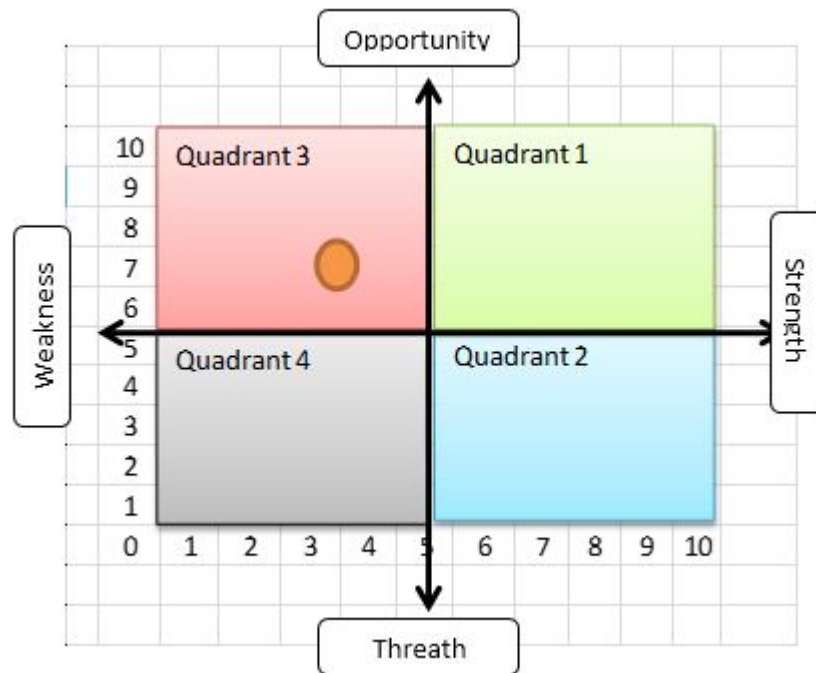 Opportunity
10
Quadrant 3
Quadrant 1
9
8
7
6
Weakness
Strength
5
Quadrant 4
Quadrant 2
4
3
2
1
0 1 2 3 4 5 6 7 8 9 10
Threath